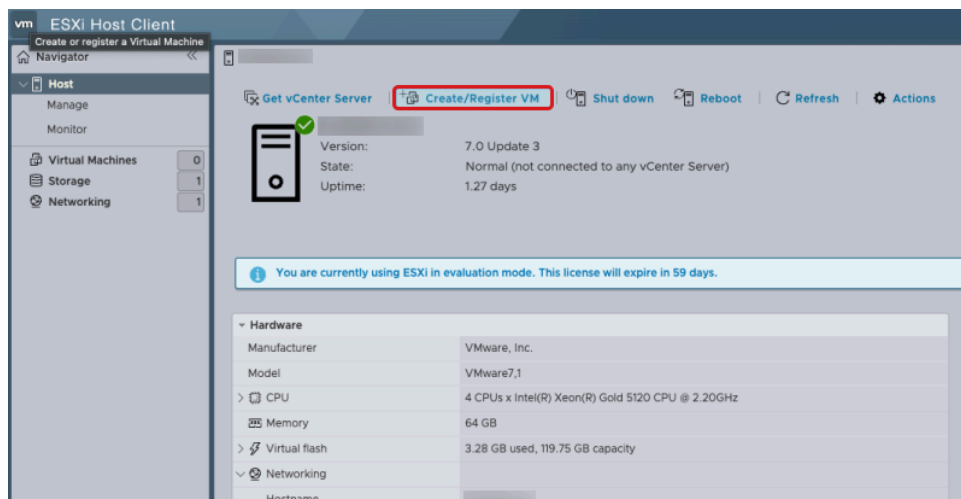 vm ESXi Host Client
Create or register a Virtual Machine
Navigator
Host
Manage
Monitor
Virtual Machines 0
Storage 1
Networking 1
Get vCenter Server Create/Register VM Shut down Reboot Refresh Actions
Version: 7.0 Update 3
State: Normal (not connected to any vCenter Server)
Uptime: 1.27 days
You are currently using ESXi in evaluation mode. This license will expire in 59 days.
Hardware
Manufacturer VMware, Inc.
Model VMware7,1
CPU 4 CPUs x Intel(R) Xeon(R) Gold 5120 CPU @ 2.20GHz
Memory 64 GB
Virtual flash 3.28 GB used, 119.75 GB capacity
Networking
Hostname